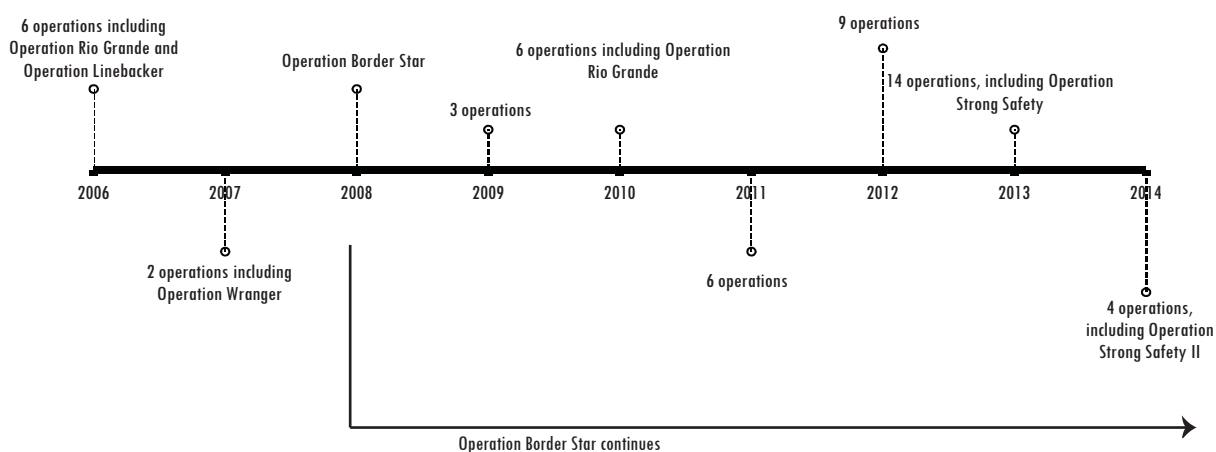 6 operations including
Operation Rio Grande and
Operation Linebacker
Operation Border Star
3 operations
6 operations including Operation
Rio Grande
9 operations
14 operations, including Operation
Strong Safety
2006
2007
2008
2009
2010
2011
2012
2013
2014
2 operations including
Operation Wranger
6 operations
4 operations,
including Operation
Strong Safety II
Operation Border Star continues